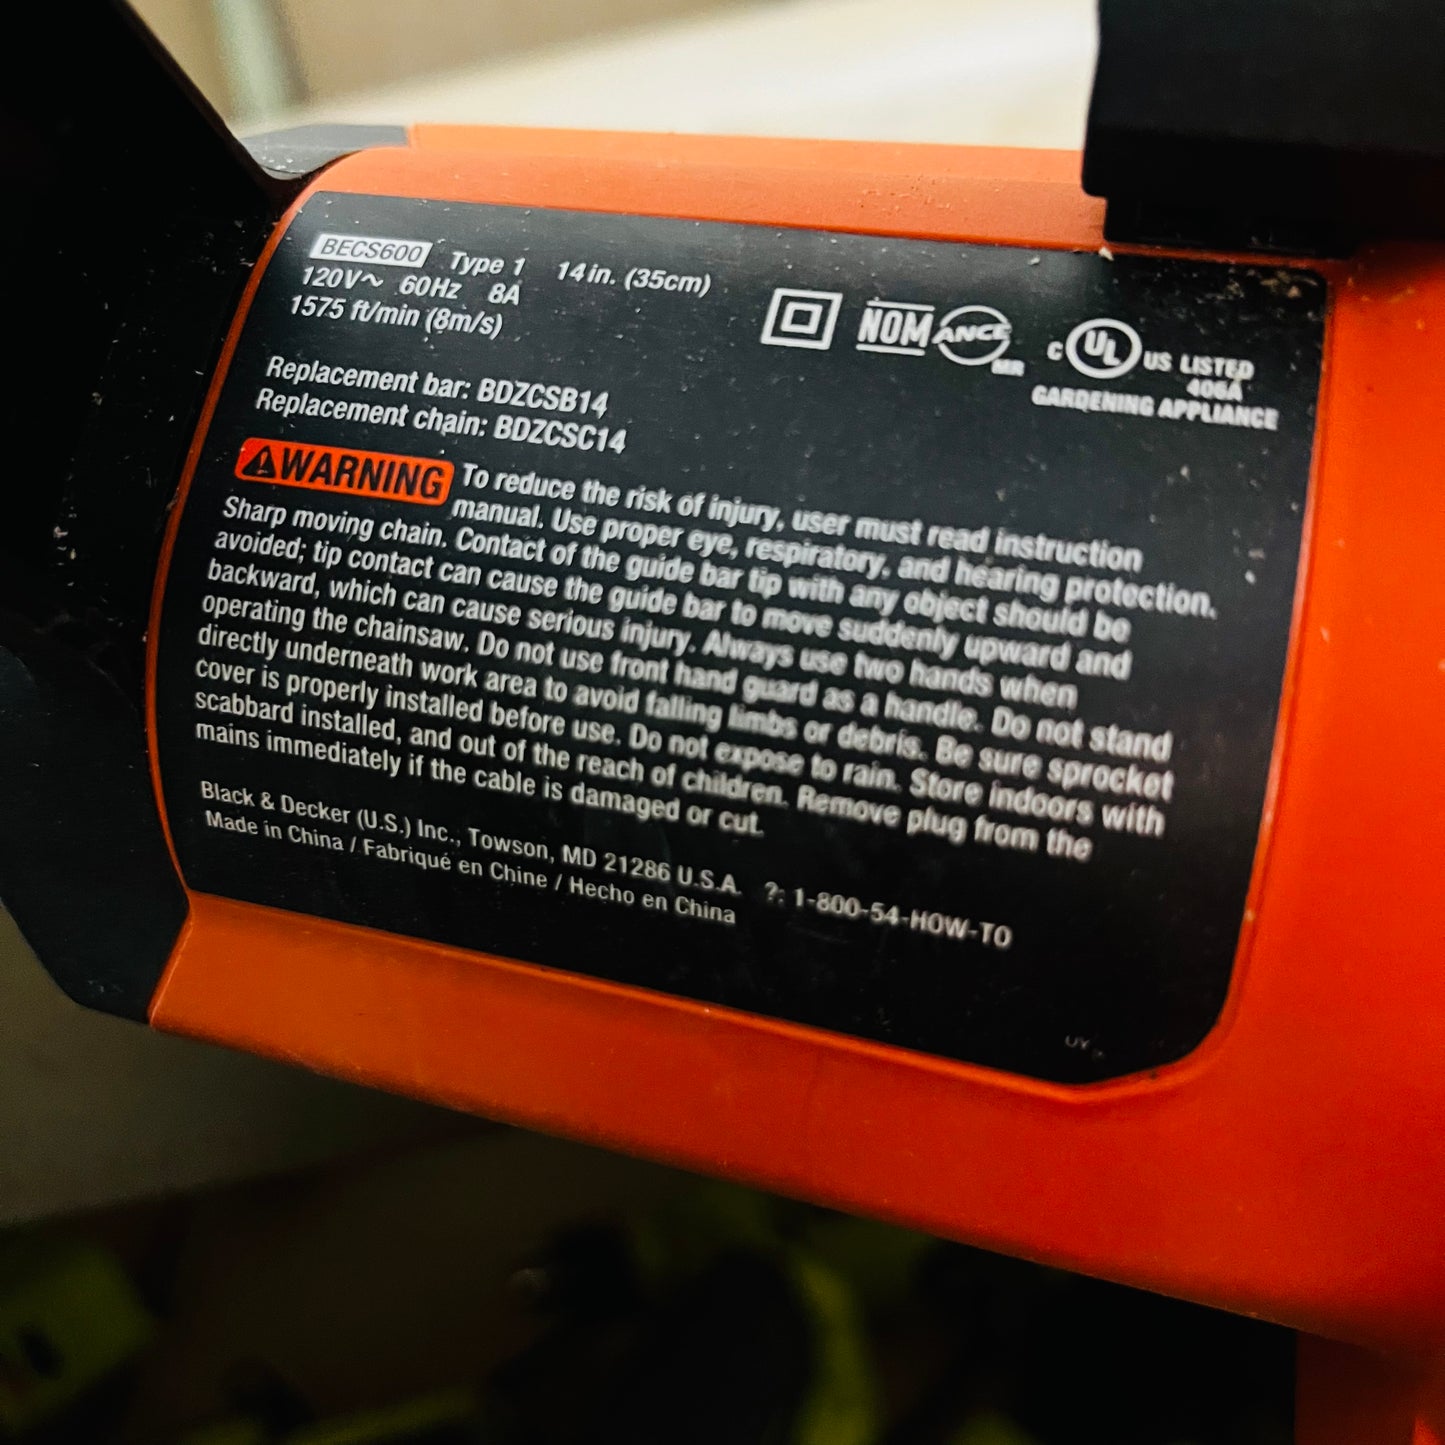 BECS600 Type 1 14in. (35cm)
120V~ 60Hz 8A
1575 ft/min (8m/s)
NOM ANCE MR
c UL US LISTED
406A
GARDENING APPLIANCE
Replacement bar: BDZCSB14
Replacement chain: BDZCSC14
WARNING To reduce the risk of injury, user must read instruction
manual. Use proper eye, respiratory, and hearing protection.
Sharp moving chain. Contact of the guide bar tip with any object should be
avoided; tip contact can cause the guide bar to move suddenly upward and
backward, which can cause serious injury. Always use two hands when
operating the chainsaw. Do not use front hand guard as a handle. Do not stand
directly underneath work area to avoid falling limbs or debris. Be sure sprocket
cover is properly installed before use. Do not expose to rain. Store indoors with
scabbard installed, and out of the reach of children. Remove plug from the
mains immediately if the cable is damaged or cut.
Black & Decker (U.S.) Inc., Towson, MD 21286 U.S.A. ?: 1-800-54-HOW-TO
Made in China / Fabriqué en Chine / Hecho en China